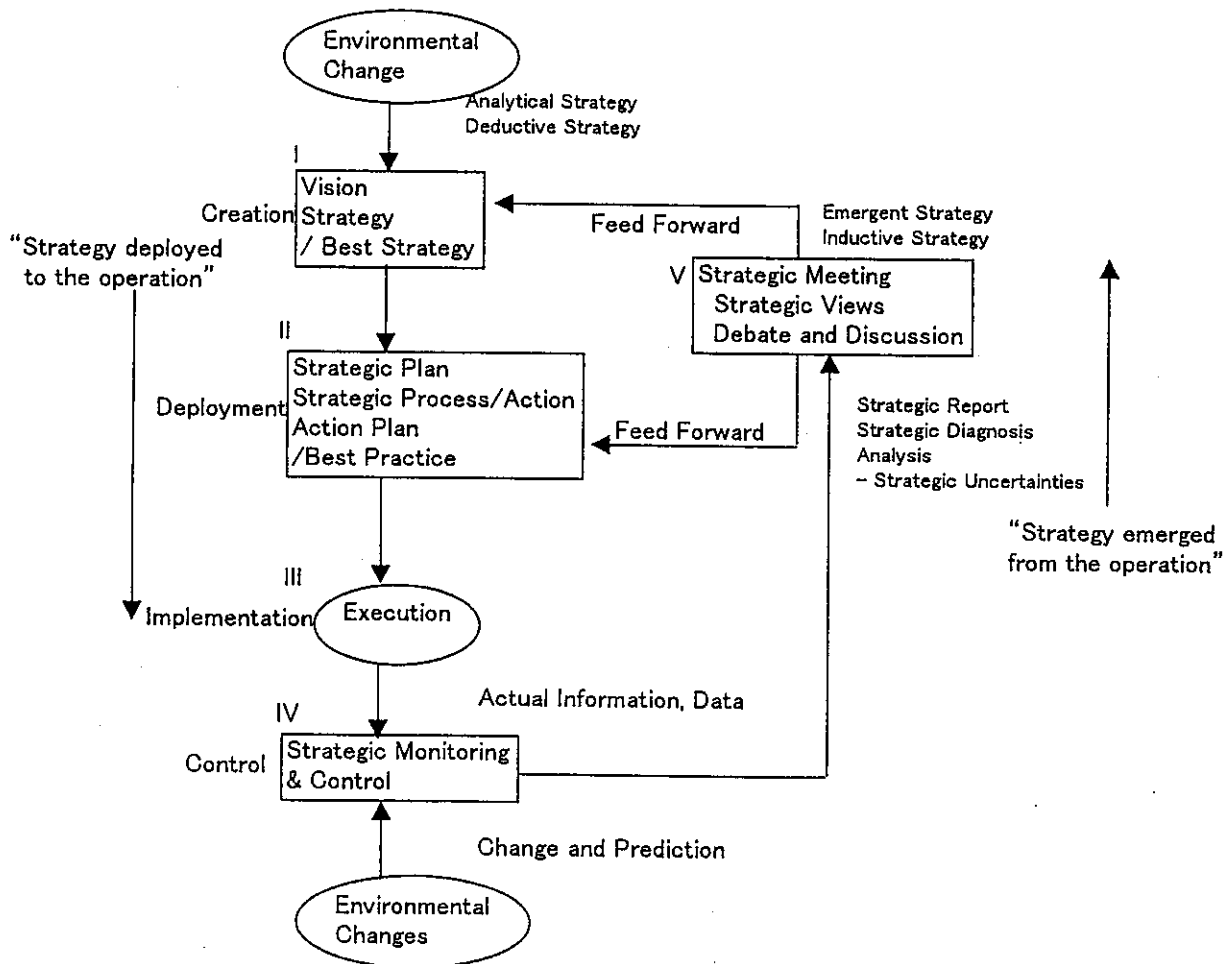 Environmental
Change
Analytical Strategy
Deductive Strategy
I
Vision
Creation
Strategy
/ Best Strategy
Feed Forward
Emergent Strategy
Inductive Strategy
“Strategy deployed
to the operation”
V
Strategic Meeting
Strategic Views
Debate and Discussion
II
Strategic Plan
Strategic Process/Action
Deployment
Action Plan
/Best Practice
Feed Forward
Strategic Report
Strategic Diagnosis
Analysis
– Strategic Uncertainties
“Strategy emerged
from the operation”
III
Implementation
Execution
Actual Information, Data
IV
Control
Strategic Monitoring
& Control
Change and Prediction
Environmental
Changes